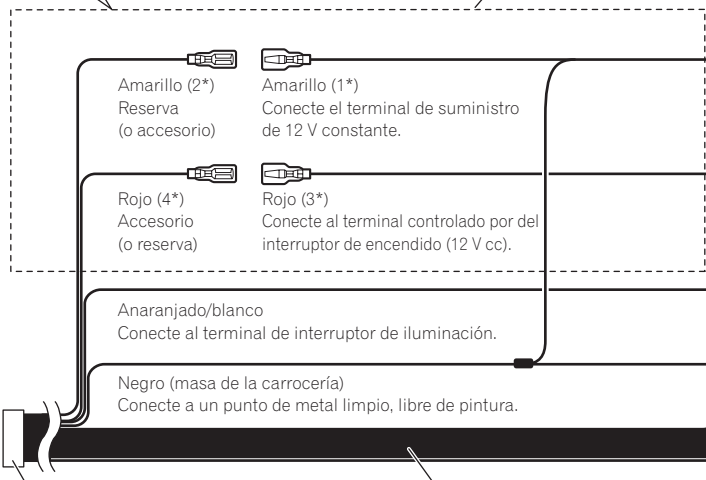 Amarillo (2*)
Reserva
(o accesorio)
Amarillo (1*)
Conecte el terminal de suministro
de 12 V constante.
Rojo (4*)
Accesorio
(o reserva)
Rojo (3*)
Conecte al terminal controlado por del
interruptor de encendido (12 V cc).
Anaranjado/blanco
Conecte al terminal de interruptor de iluminación.
Negro (masa de la carrocería)
Conecte a un punto de metal limpio, libre de pintura.